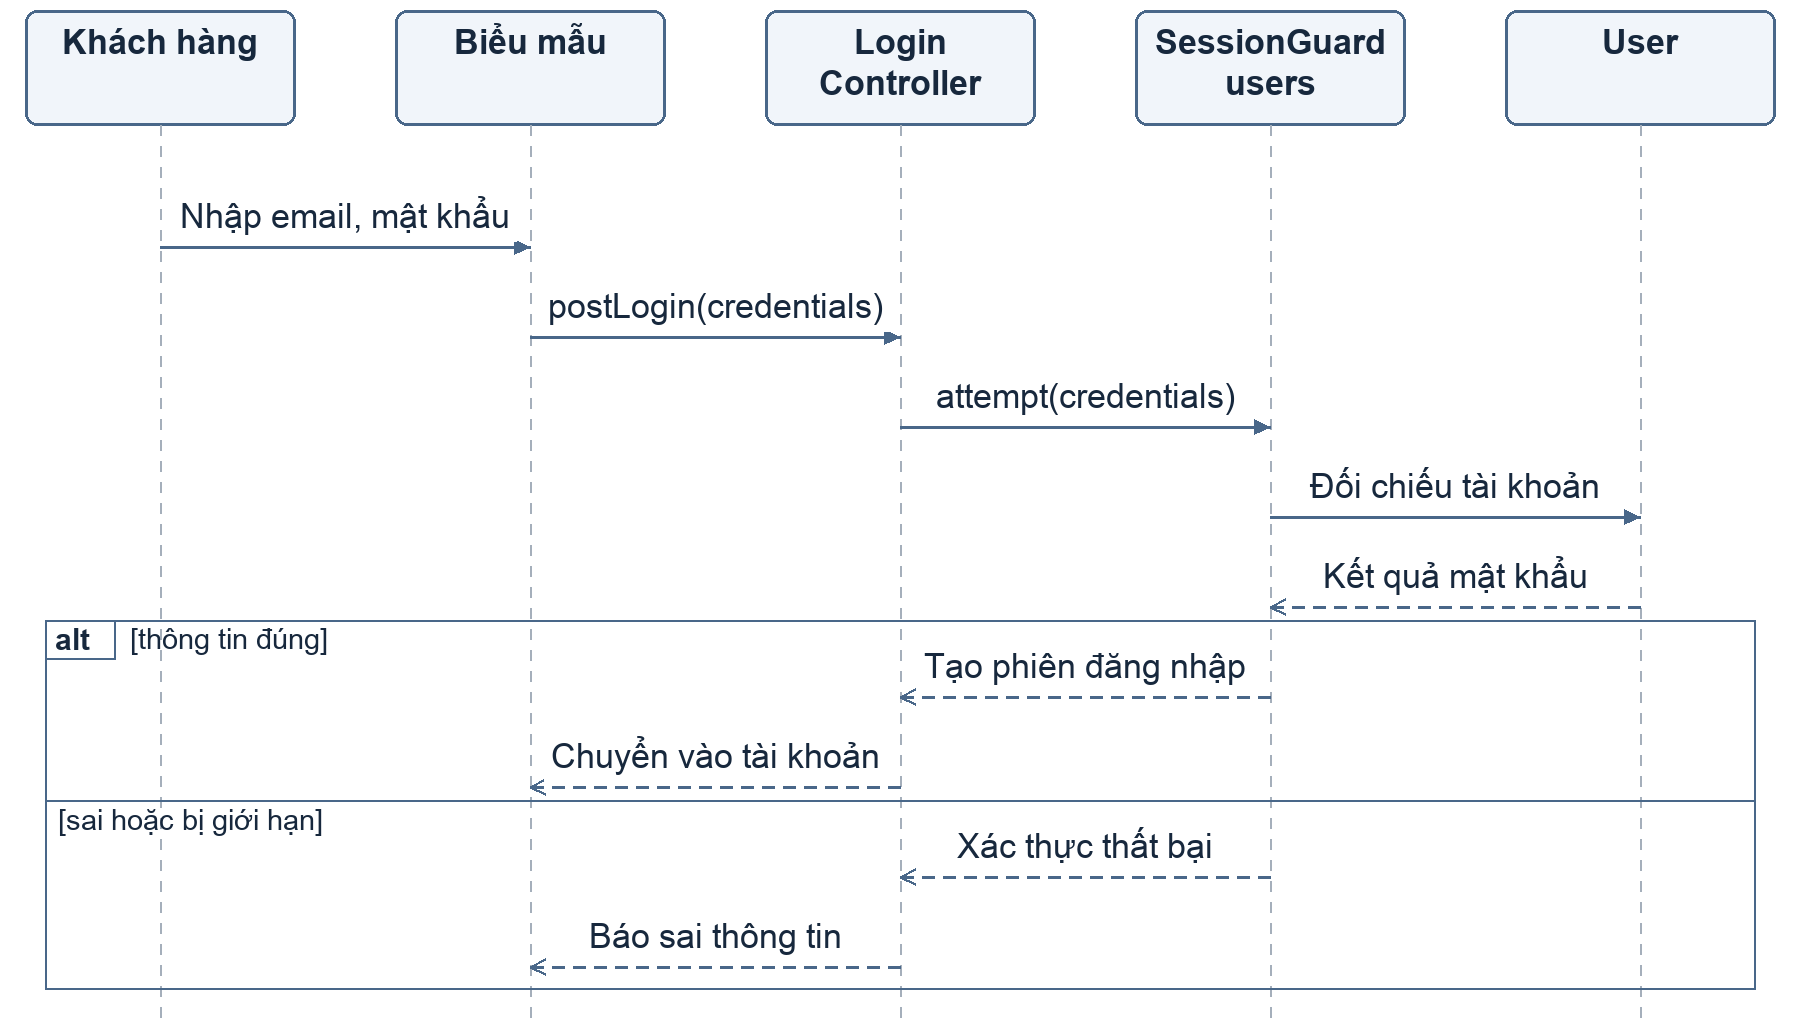 Khách hàng
Biểu mẫu
Login
Controller
SessionGuard
users
User
Nhập email, mật khẩu
postLogin(credentials)
attempt(credentials)
Đối chiếu tài khoản
Kết quả mật khẩu
alt [thông tin đúng]
Tạo phiên đăng nhập
Chuyển vào tài khoản
[sai hoặc bị giới hạn]
Xác thực thất bại
Báo sai thông tin